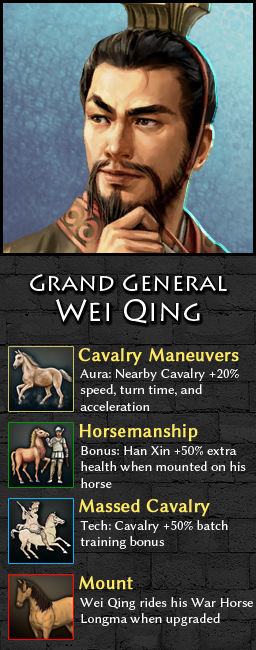 Grand General
Wei Qing
Cavalry Maneuvers
Aura: Nearby Cavalry +20%
speed, turn time, and
acceleration
Horsemanship
Bonus: Han Xin +50% extra
health when mounted on his
horse
Massed Cavalry
Tech: Cavalry +50% batch
training bonus
Mount
Wei Qing rides his War Horse
Longma when upgraded